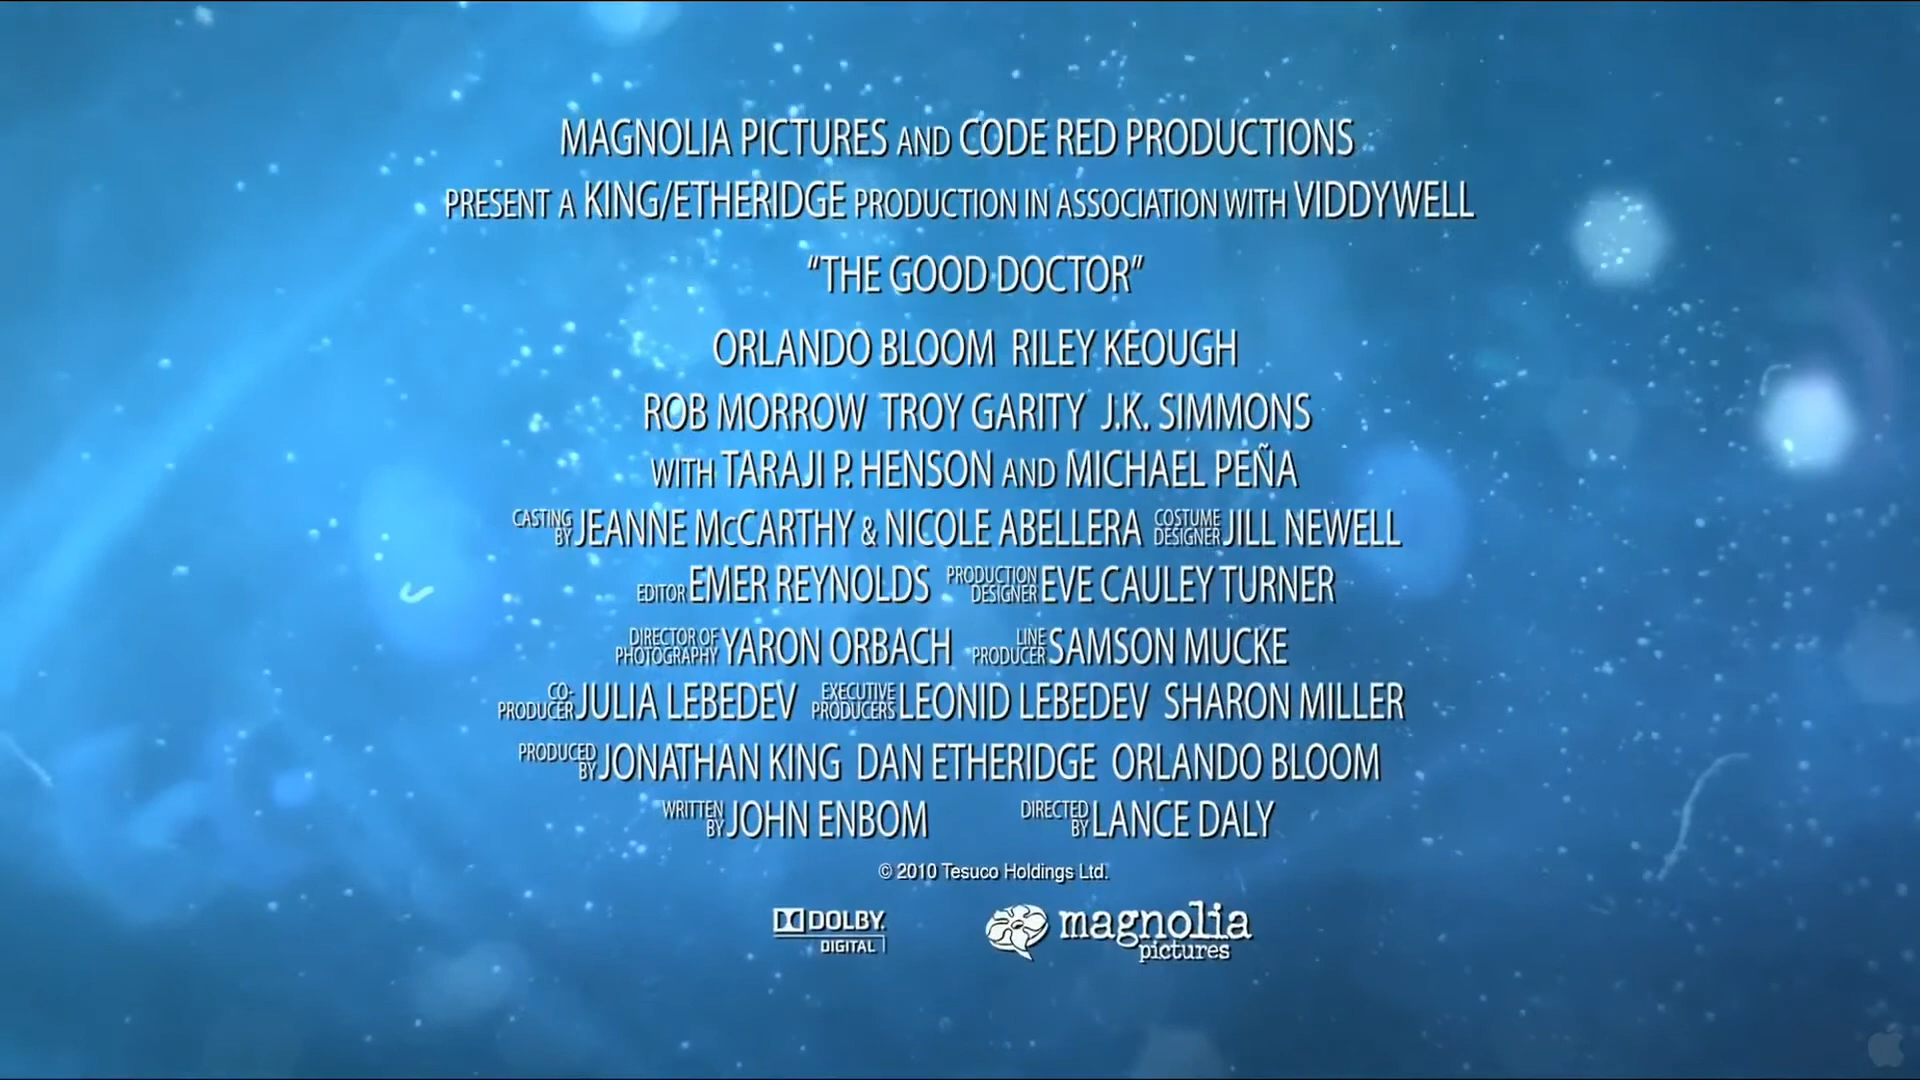 MAGNOLIA PICTURES AND CODE RED PRODUCTIONS
PRESENT A KING/ETHERIDGE PRODUCTION IN ASSOCIATION WITH VIDDYWELL
“THE GOOD DOCTOR”
ORLANDO BLOOM RILEY KEOUGH
ROB MORROW TROY GARITY J.K. SIMMONS
WITH TARAJI P. HENSON AND MICHAEL PEÑA
CASTING BY JEANNE McCARTHY & NICOLE ABELLERA COSTUME DESIGNER JILL NEWELL
EDITOR EMER REYNOLDS PRODUCTION DESIGNER EVE CAULEY TURNER
DIRECTOR OF PHOTOGRAPHY YARON ORBACH LINE PRODUCER SAMSON MUCKE
CO-PRODUCER JULIA LEBEDEV EXECUTIVE PRODUCERS LEONID LEBEDEV SHARON MILLER
PRODUCED BY JONATHAN KING DAN ETHERIDGE ORLANDO BLOOM
WRITTEN BY JOHN ENBOM DIRECTED BY LANCE DALY
© 2010 Tesuco Holdings Ltd.
DOLBY DIGITAL magnolia pictures